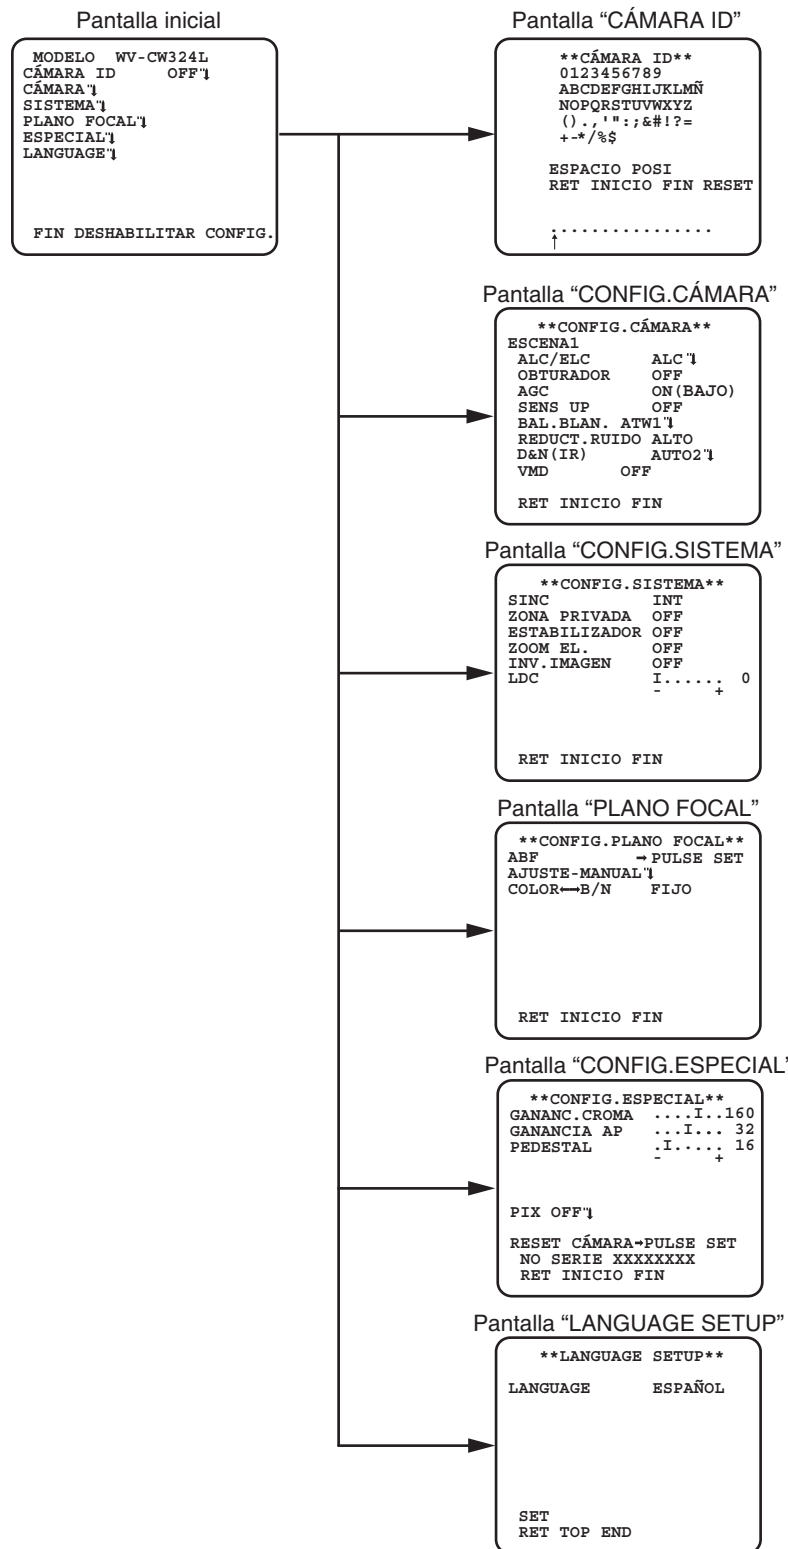 Pantalla inicial
MODELO WV-CW324L
CÁMARA ID OFF
CÁMARA
SISTEMA
PLANO FOCAL
ESPECIAL
LANGUAGE
FIN DESHABILITAR CONFIG.
Pantalla “CÁMARA ID”
**CÁMARA ID**
0123456789
ABCDEFGHIJKLMÑ
NOPQRSTUVWXYZ
().,'":;&#!?=
+-*/%$
ESPACIO POSI
RET INICIO FIN RESET
................
↑
Pantalla “CONFIG.CÁMARA”
**CONFIG.CÁMARA**
ESCENA1
ALC/ELC ALC
OBTURADOR OFF
AGC ON(BAJO)
SENS UP OFF
BAL.BLAN. ATW1
REDUCT.RUIDO ALTO
D&N(IR) AUTO2
VMD OFF
RET INICIO FIN
Pantalla “CONFIG.SISTEMA”
**CONFIG.SISTEMA**
SINC INT
ZONA PRIVADA OFF
ESTABILIZADOR OFF
ZOOM EL. OFF
INV.IMAGEN OFF
LDC I...... 0
- +
RET INICIO FIN
Pantalla “PLANO FOCAL”
**CONFIG.PLANO FOCAL**
ABF →PULSE SET
AJUSTE-MANUAL
COLOR←→B/N FIJO
RET INICIO FIN
Pantalla “CONFIG.ESPECIAL”
**CONFIG.ESPECIAL**
GANANC.CROMA ....I..160
GANANCIA AP ...I... 32
PEDESTAL .I..... 16
- +
PIX OFF
RESET CÁMARA→PULSE SET
NO SERIE XXXXXXXX
RET INICIO FIN
Pantalla “LANGUAGE SETUP”
**LANGUAGE SETUP**
LANGUAGE ESPAÑOL
SET
RET TOP END